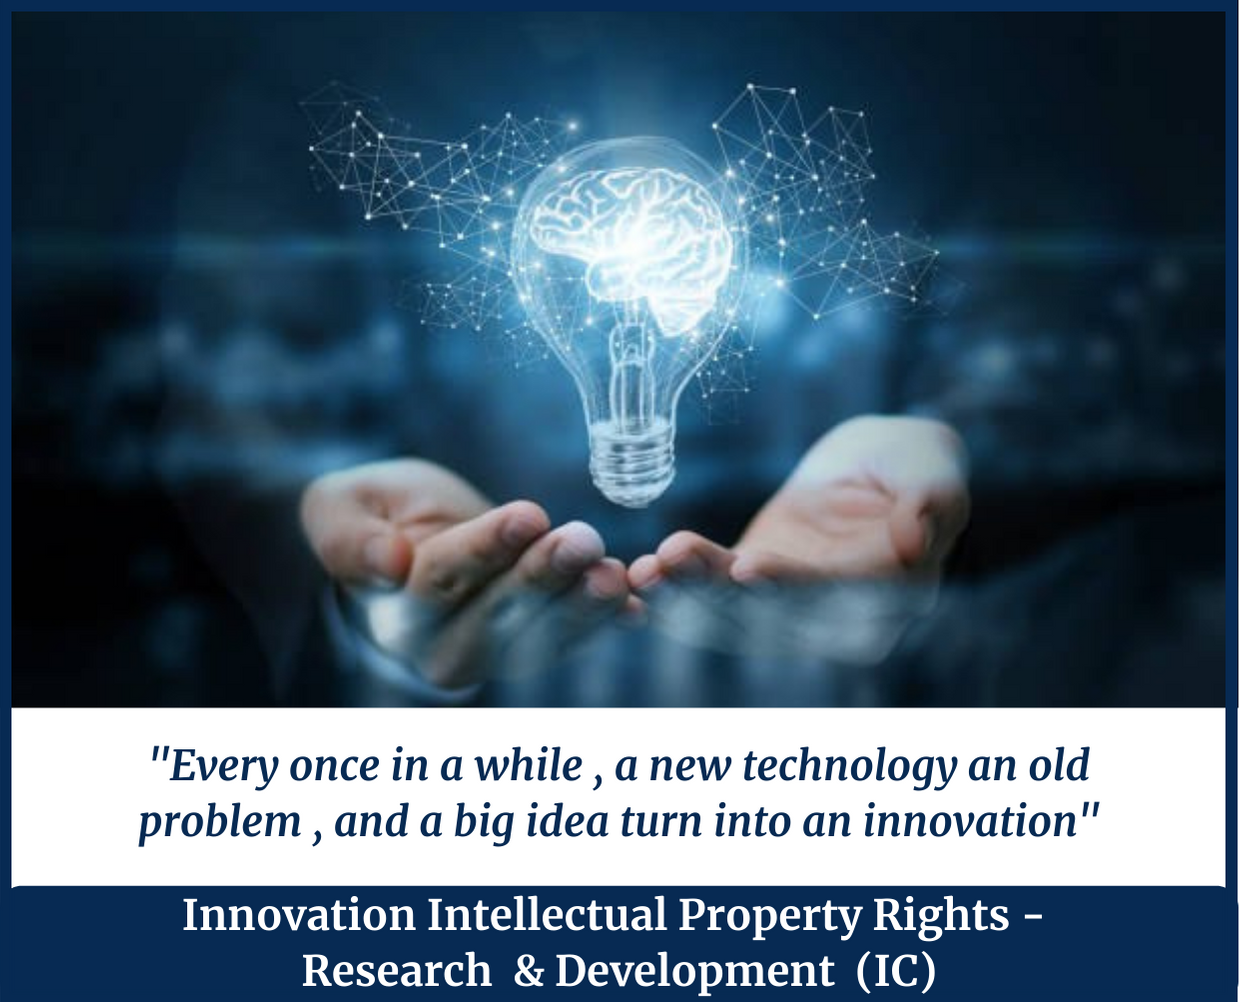 "Every once in a while , a new technology an old
problem , and a big idea turn into an innovation"
Innovation Intellectual Property Rights -
Research  & Development  (IC)